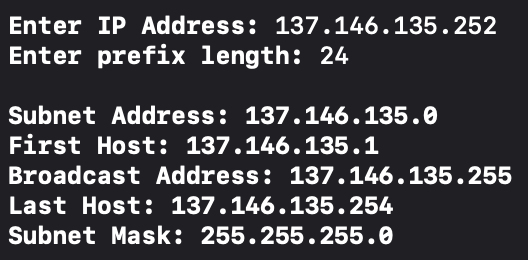 Enter IP Address: 137.146.135.252
Enter prefix length: 24
Subnet Address: 137.146.135.0
First Host: 137.146.135.1
Broadcast Address: 137.146.135.255
Last Host: 137.146.135.254
Subnet Mask: 255.255.255.0